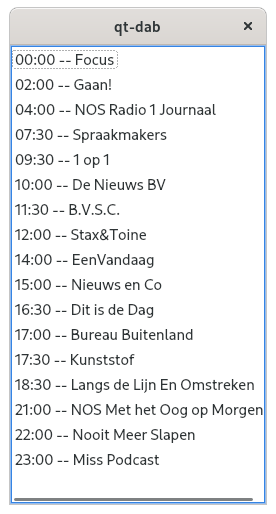 qt-dab
00:00 -- Focus
02:00 -- Gaan!
04:00 -- NOS Radio 1 Journaal
07:30 -- Spraakmakers
09:30 -- 1 op 1
10:00 -- De Nieuws BV
11:30 -- B.V.S.C.
12:00 -- Stax&Toine
14:00 -- EenVandaag
15:00 -- Nieuws en Co
16:30 -- Dit is de Dag
17:00 -- Bureau Buitenland
17:30 -- Kunststof
18:30 -- Langs de Lijn En Omstreken
21:00 -- NOS Met het Oog op Morgen
22:00 -- Nooit Meer Slapen
23:00 -- Miss Podcast